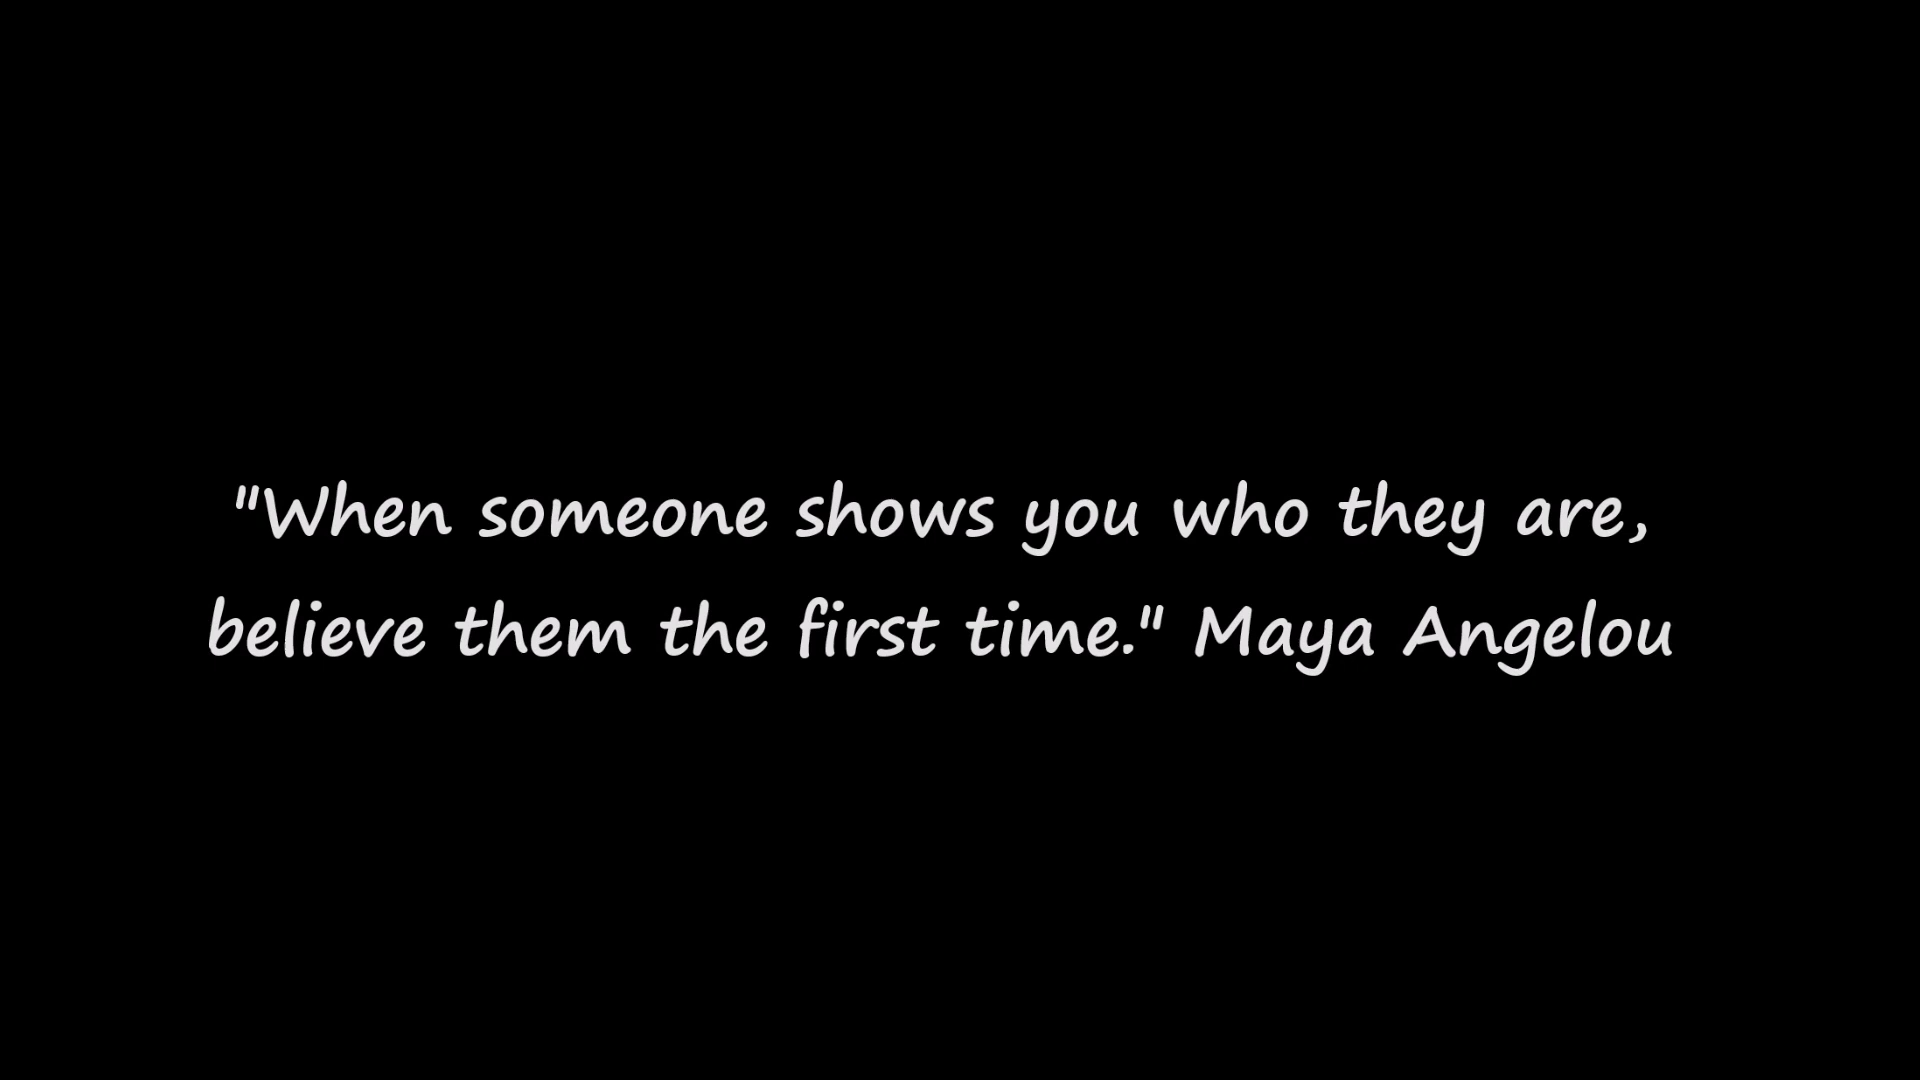 "When someone shows you who they are,
believe them the first time." Maya Angelou